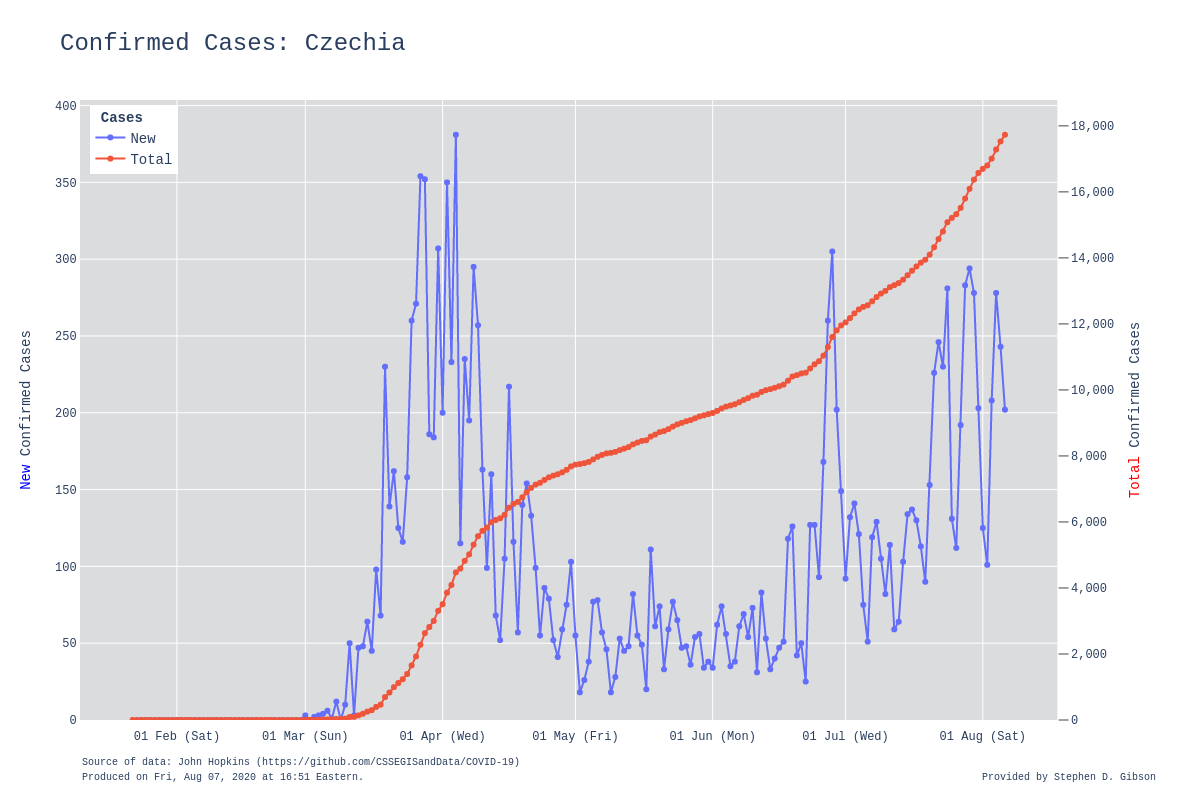 Confirmed Cases: Czechia
Cases
New
Total
400
350
300
250
200
150
100
50
0
18,000
16,000
14,000
12,000
10,000
8,000
6,000
4,000
2,000
0
New Confirmed Cases
Total Confirmed Cases
01 Feb (Sat) 01 Mar (Sun) 01 Apr (Wed) 01 May (Fri) 01 Jun (Mon) 01 Jul (Wed) 01 Aug (Sat)
Source of data: John Hopkins (https://github.com/CSSEGISandData/COVID-19)
Produced on Fri, Aug 07, 2020 at 16:51 Eastern.
Provided by Stephen D. Gibson